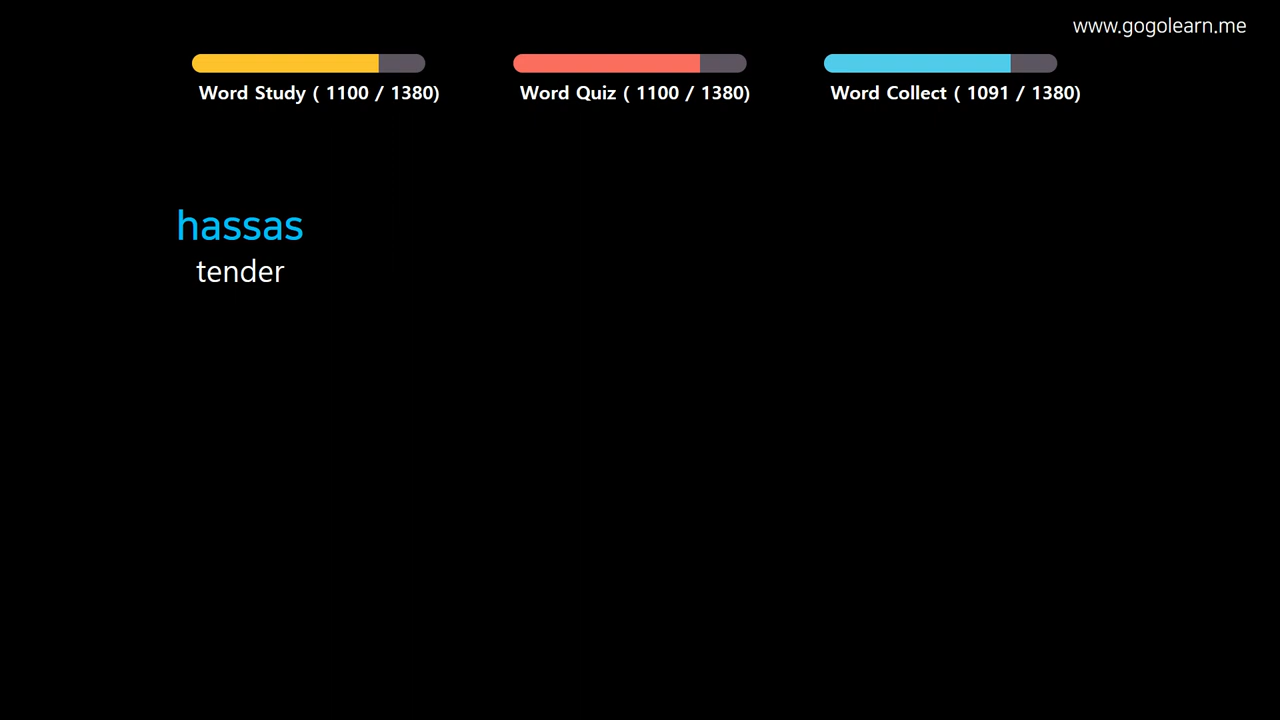 www.gogolearn.me
Word Study ( 1100 / 1380)
Word Quiz ( 1100 / 1380)
Word Collect ( 1091 / 1380)
hassas
tender